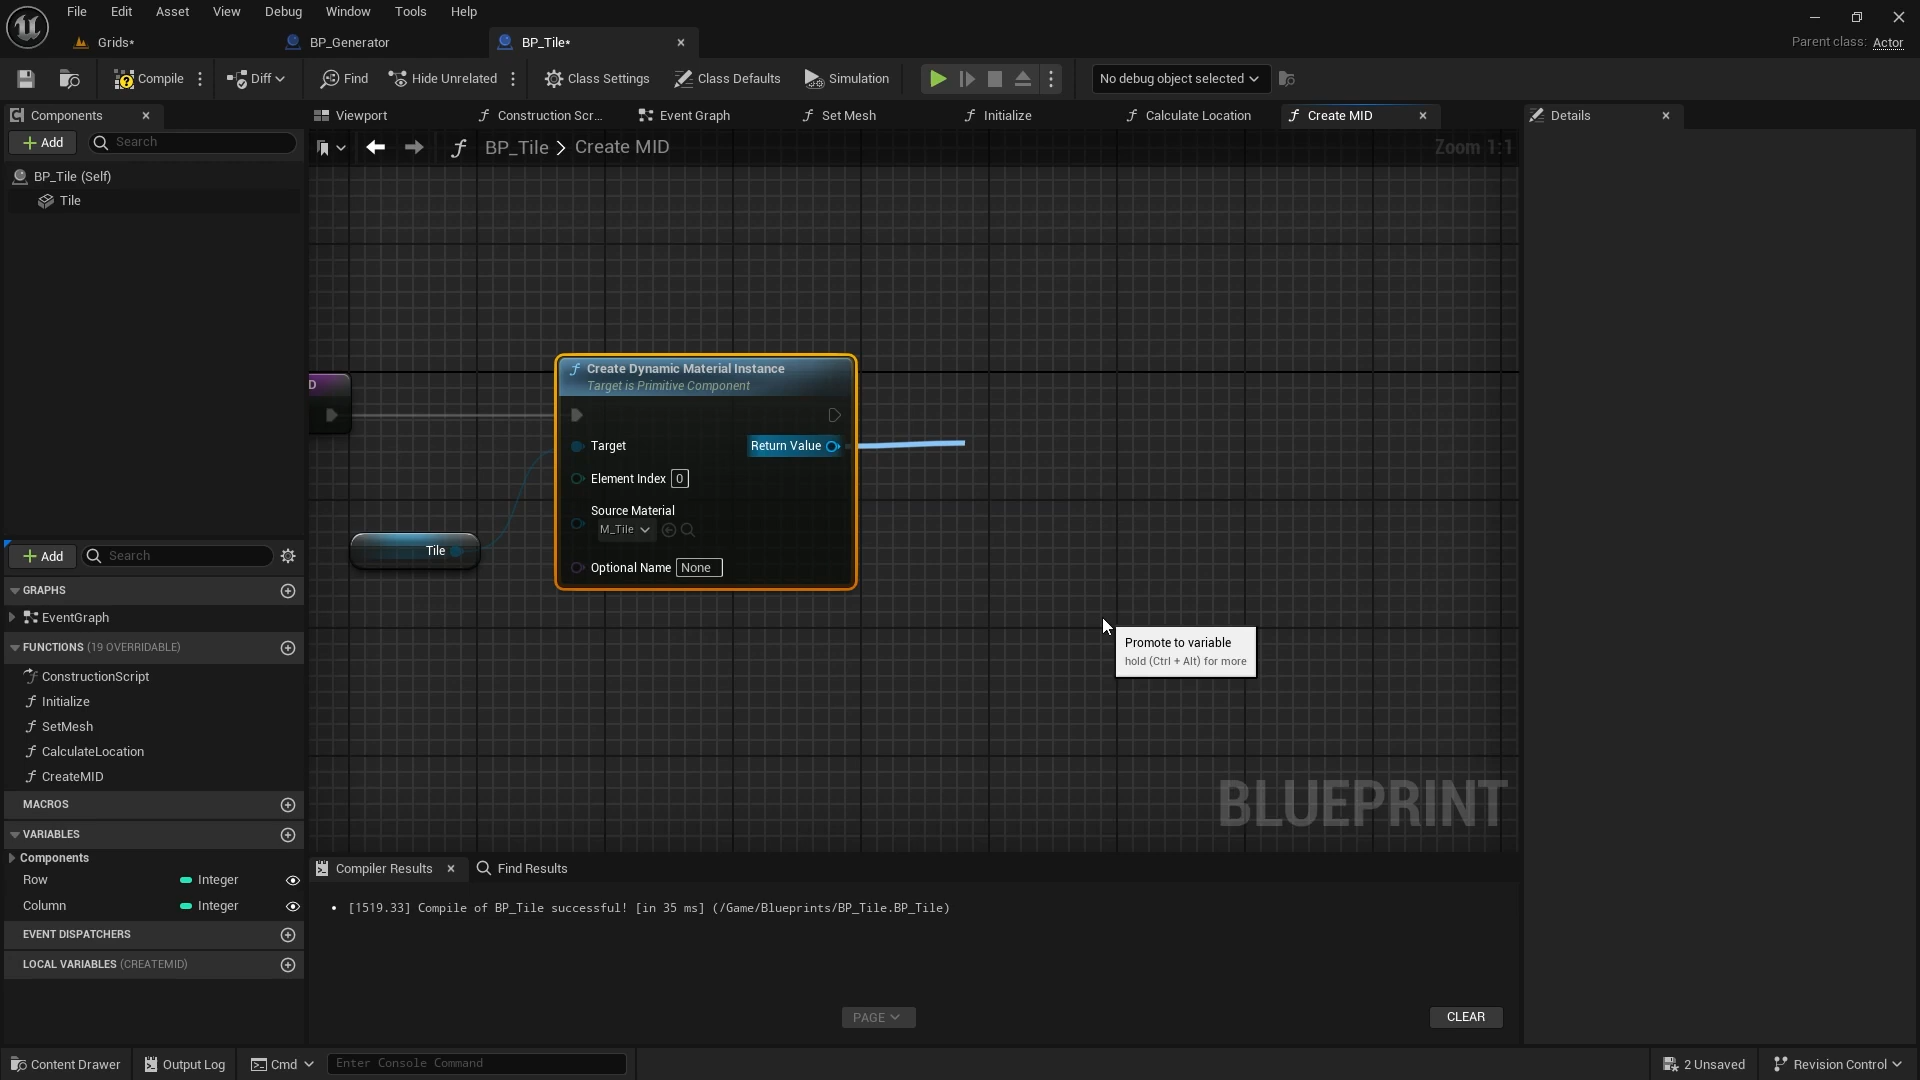 File Edit Asset View Debug Window Tools Help
Grids* BP_Generator BP_Tile*
Parent class: Actor
Compile Diff Find Hide Unrelated Class Settings Class Defaults Simulation No debug object selected
Components
Viewport Construction Scr... Event Graph Set Mesh Initialize Calculate Location Create MID
Details
Add Search
BP_Tile > Create MID
Zoom 1:1
BP_Tile (Self)
Tile
D
Create Dynamic Material Instance
Target is Primitive Component
Target
Return Value
Element Index 0
Source Material
M_Tile
Optional Name None
Tile
Promote to variable
hold (Ctrl + Alt) for more
BLUEPRINT
Add Search
GRAPHS
EventGraph
FUNCTIONS (19 OVERRIDABLE)
ConstructionScript
Initialize
SetMesh
CalculateLocation
CreateMID
MACROS
VARIABLES
Components
Row Integer
Column Integer
EVENT DISPATCHERS
LOCAL VARIABLES (CREATEMID)
Compiler Results Find Results
[1519.33] Compile of BP_Tile successful! [in 35 ms] (/Game/Blueprints/BP_Tile.BP_Tile)
PAGE
CLEAR
Content Drawer Output Log Cmd Enter Console Command 2 Unsaved Revision Control